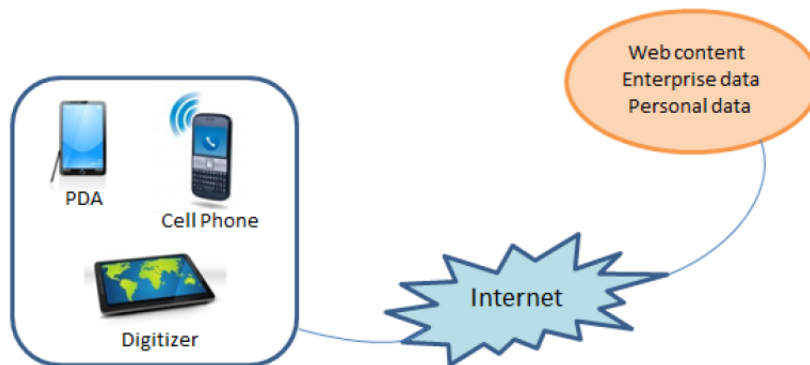 Web content
Enterprise data
Personal data
PDA
Cell Phone
Digitizer
Internet